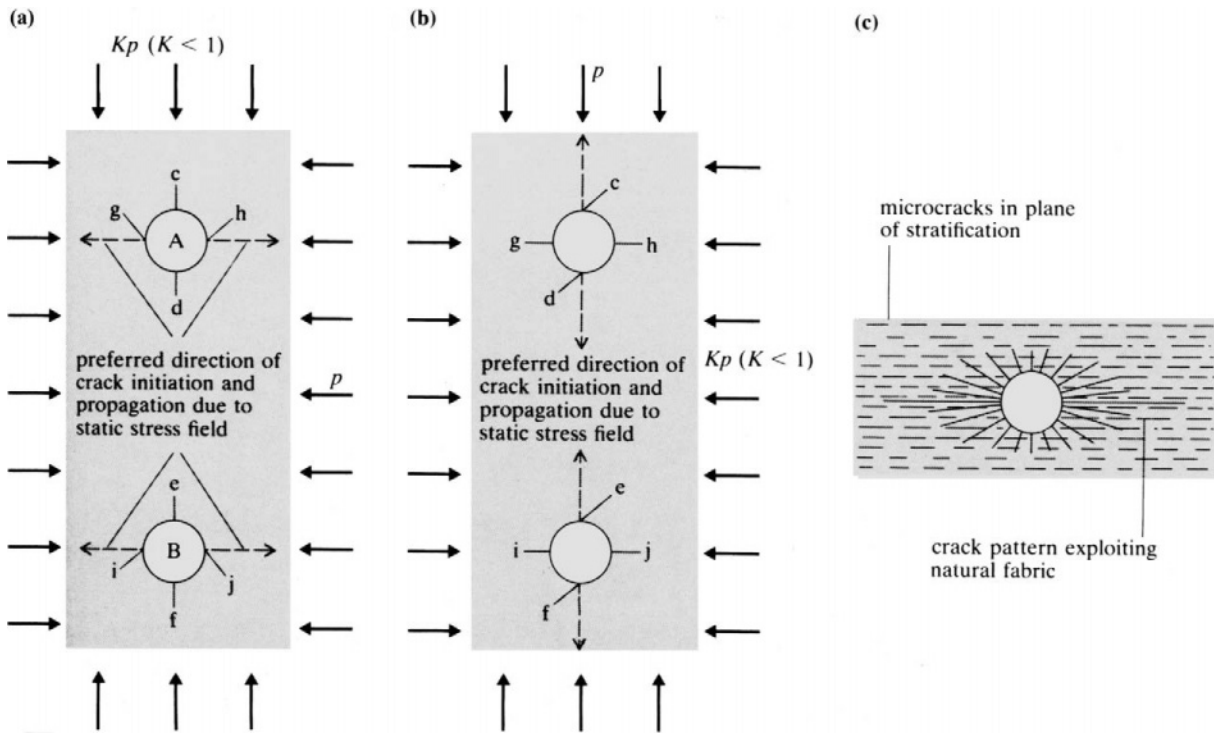 (a)
Kp (K < 1)
c
g
h
A
d
preferred direction of
crack initiation and
propagation due to
static stress field
p
e
B
i
j
f
(b)
p
c
g
h
d
preferred direction of
crack initiation and
propagation due to
static stress field
Kp (K < 1)
e
i
j
f
(c)
microcracks in plane
of stratification
crack pattern exploiting
natural fabric